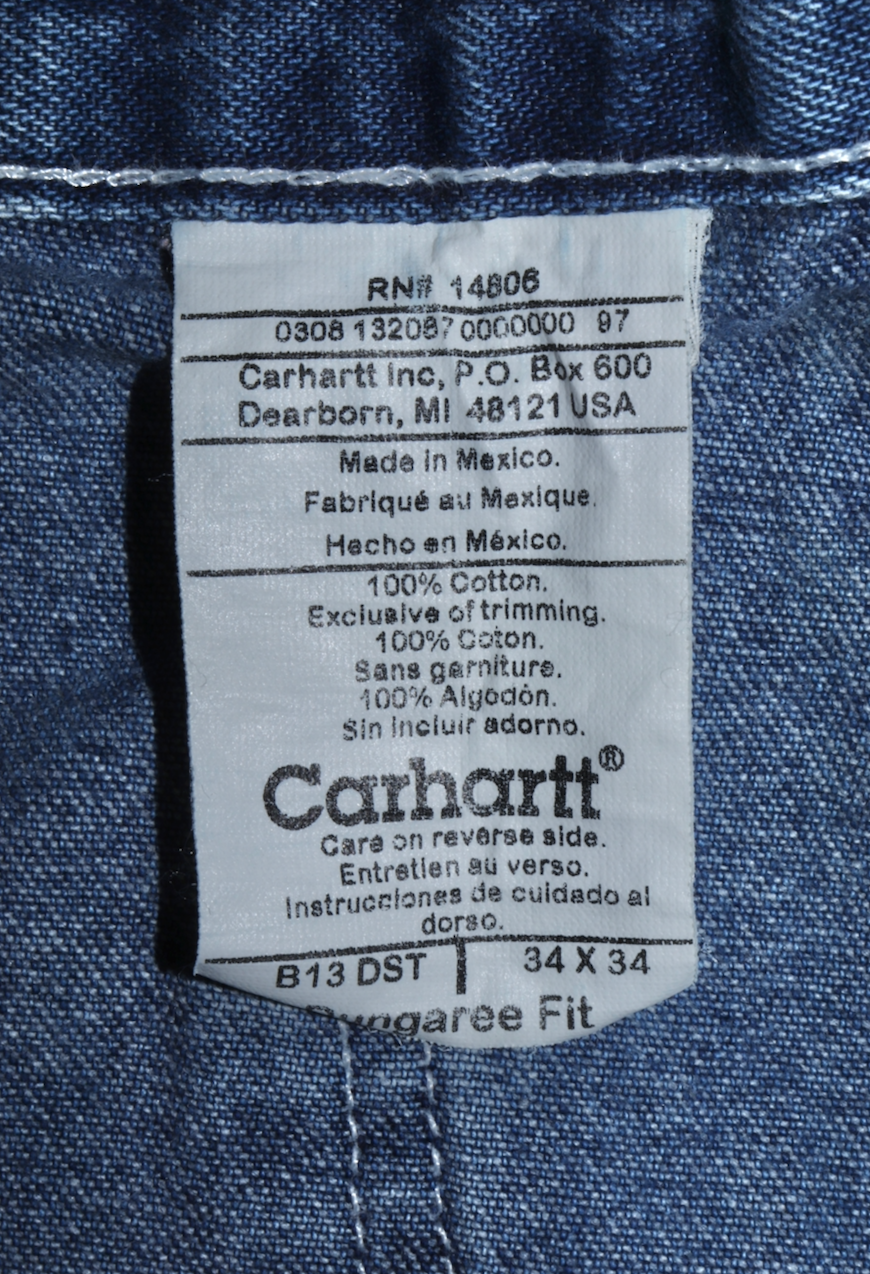 RN# 14806
0308 132087 0000000 97
Carhartt Inc, P.O. Box 600
Dearborn, MI 48121 USA
Made in Mexico.
Fabriqué au Mexique.
Hecho en México.
100% Cotton.
Exclusive of trimming.
100% Coton.
Sans garniture.
100% Algodón.
Sin incluir adorno.
Carhartt®
Care on reverse side.
Entretien au verso.
Instrucciones de cuidado al
dorso.
B13 DST | 34 X 34
Dungaree Fit